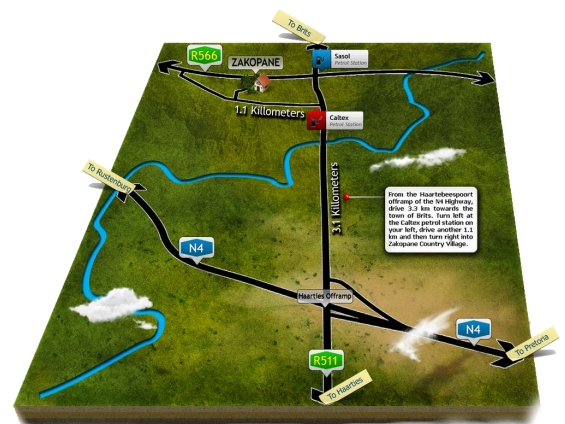 To Brits
R566
ZAKOPANE
Sasol
Petrol Station
1.1 Killometers
Caltex
Petrol Station
To Rustenburg
3.1 Killometers
From the Haartebeespoort
offramp of the N4 Highway,
drive 3.3 km towards the
town of Brits. Turn left at
the Caltex petrol station on
your left, drive another 1.1
km and then turn right into
Zakopane Country Village.
N4
Haarties Offramp
N4
To Pretoria
R511
To Haarties